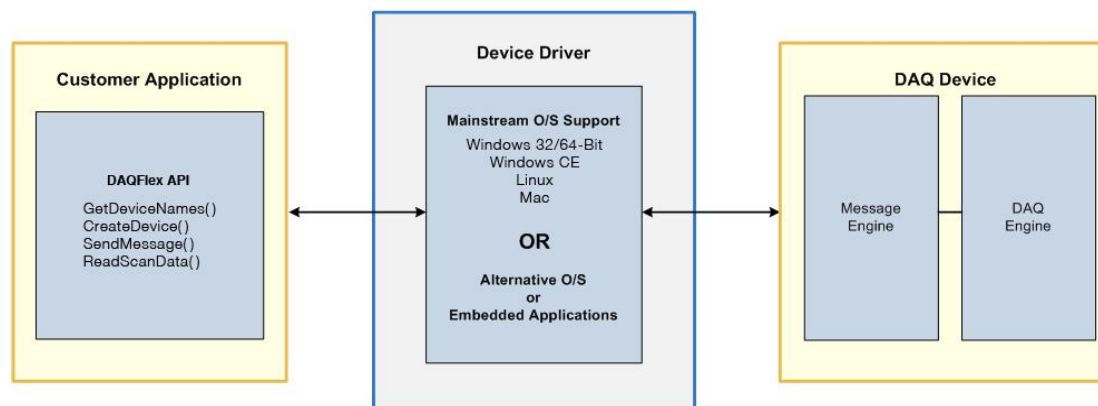 Customer Application
DAQFlex API
GetDeviceNames()
CreateDevice()
SendMessage()
ReadScanData()
Device Driver
Mainstream O/S Support
Windows 32/64-Bit
Windows CE
Linux
Mac
OR
Alternative O/S
or
Embedded Applications
DAQ Device
Message
Engine
DAQ
Engine